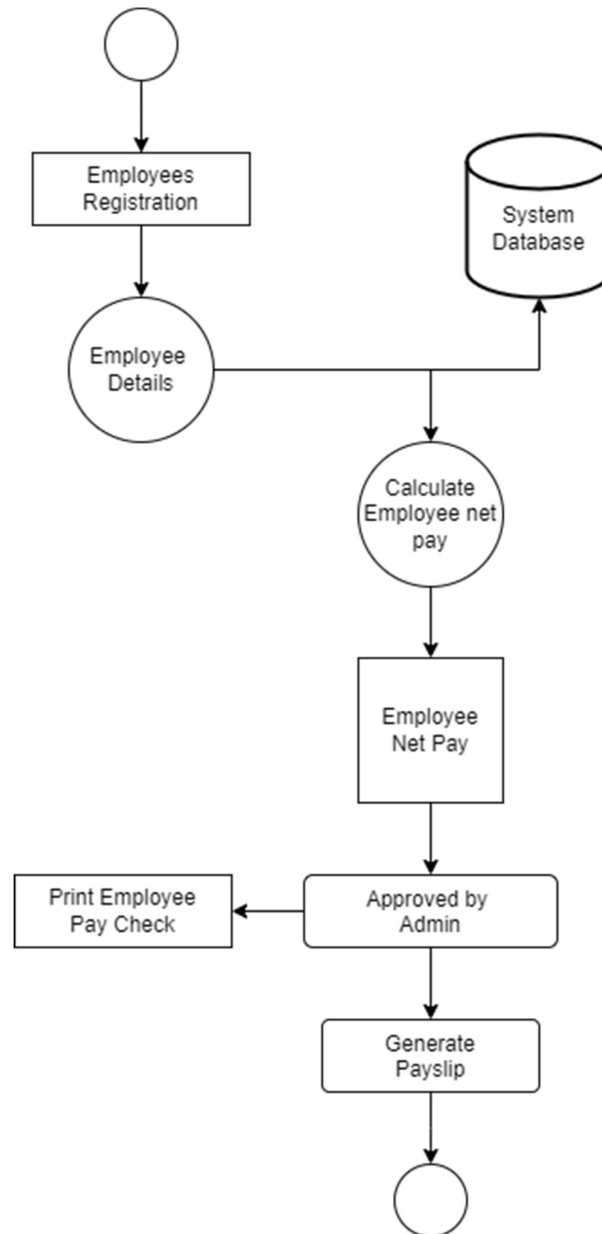 Employees
Registration
System
Database
Employee
Details
Calculate
Employee net
pay
Employee
Net Pay
Print Employee
Pay Check
Approved by
Admin
Generate
Payslip